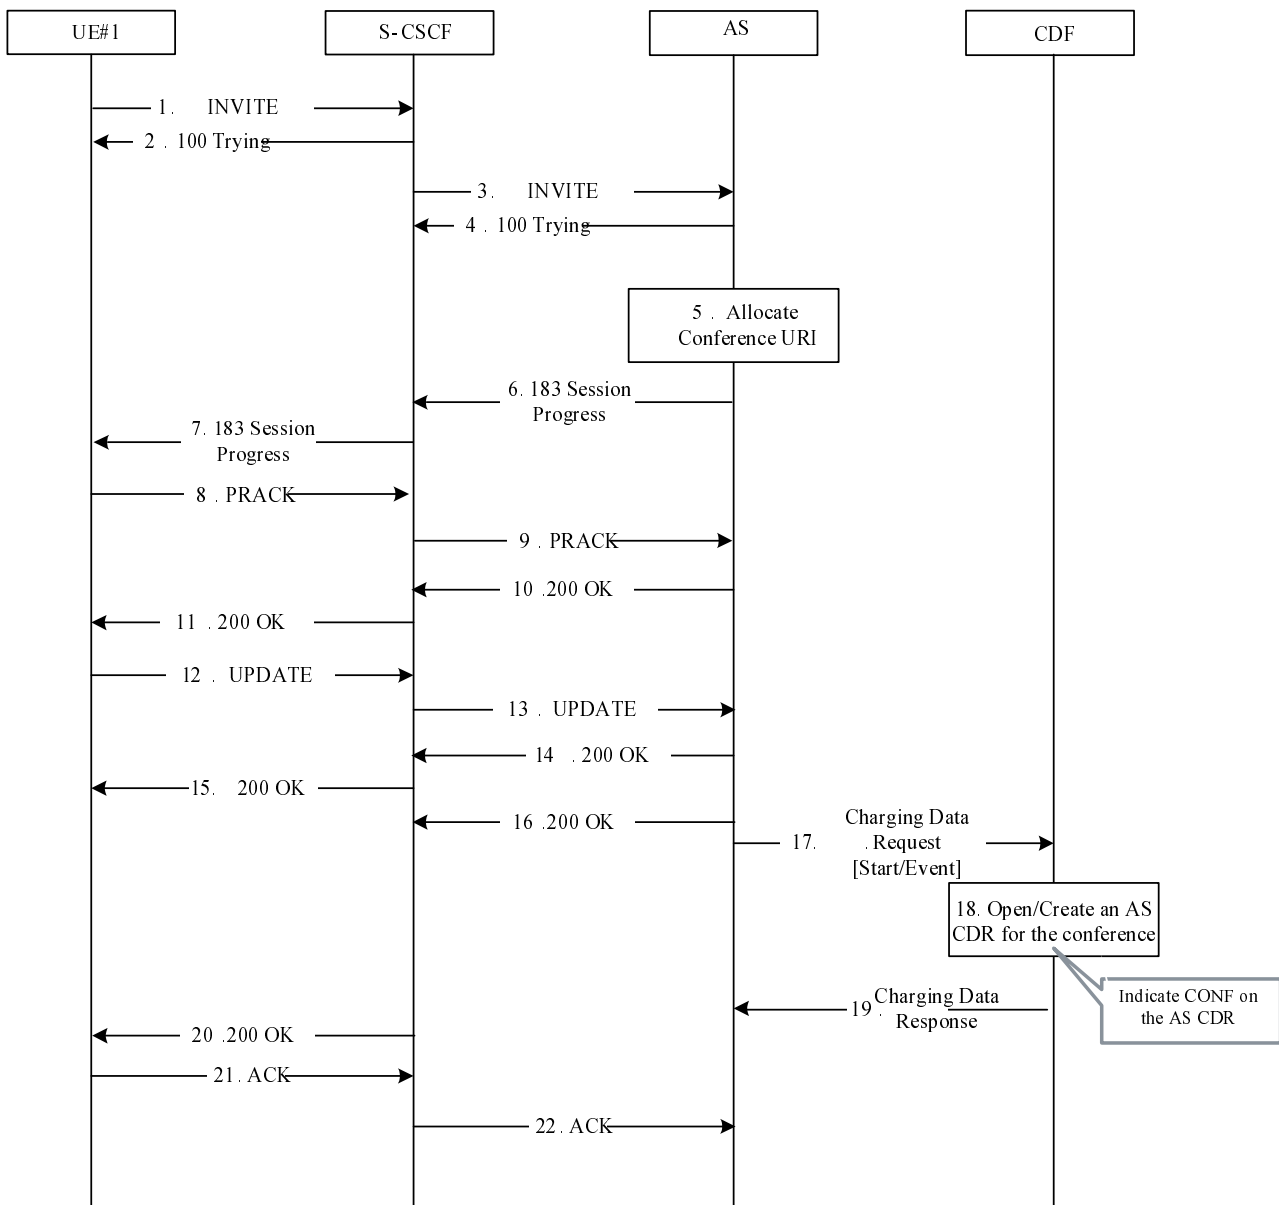 UE#1
S-CSCF
AS
CDF
1. INVITE
2 . 100 Trying
3. INVITE
4 . 100 Trying
5 . Allocate
Conference URI
6. 183 Session
Progress
7. 183 Session
Progress
8 . PRACK
9 . PRACK
10 .200 OK
11 . 200 OK
12 . UPDATE
13 . UPDATE
14 . 200 OK
15. 200 OK
16 .200 OK
17.
Charging Data
. Request
[Start/Event]
18. Open/Create an AS
CDR for the conference
Indicate CONF on
the AS CDR
19 .
Charging Data
Response
20 .200 OK
21. ACK
22 . ACK